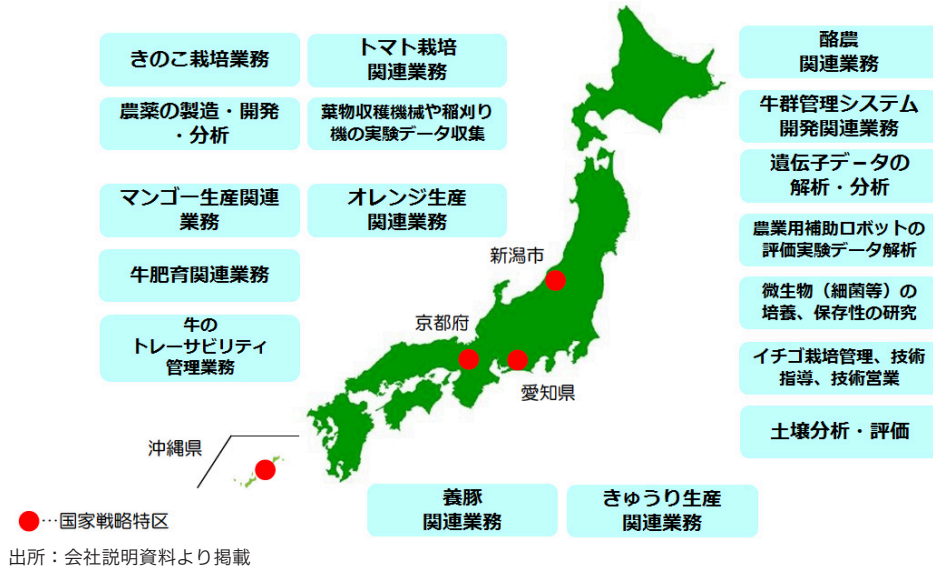 きのこ栽培業務
トマト栽培
関連業務
農薬の製造・開発
・分析
葉物収穫機械や稲刈り
機の実験データ収集
マンゴー生産関連
業務
オレンジ生産
関連業務
牛肥育関連業務
牛の
トレーサビリティ
管理業務
酪農
関連業務
牛群管理システム
開発関連業務
遺伝子データの
解析・分析
農業用補助ロボットの
評価実験データ解析
微生物（細菌等）の
培養、保存性の研究
イチゴ栽培管理、技術
指導、技術営業
土壌分析・評価
新潟市
京都府
愛知県
沖縄県
養豚
関連業務
きゅうり生産
関連業務
…国家戦略特区
出所：会社説明資料より掲載